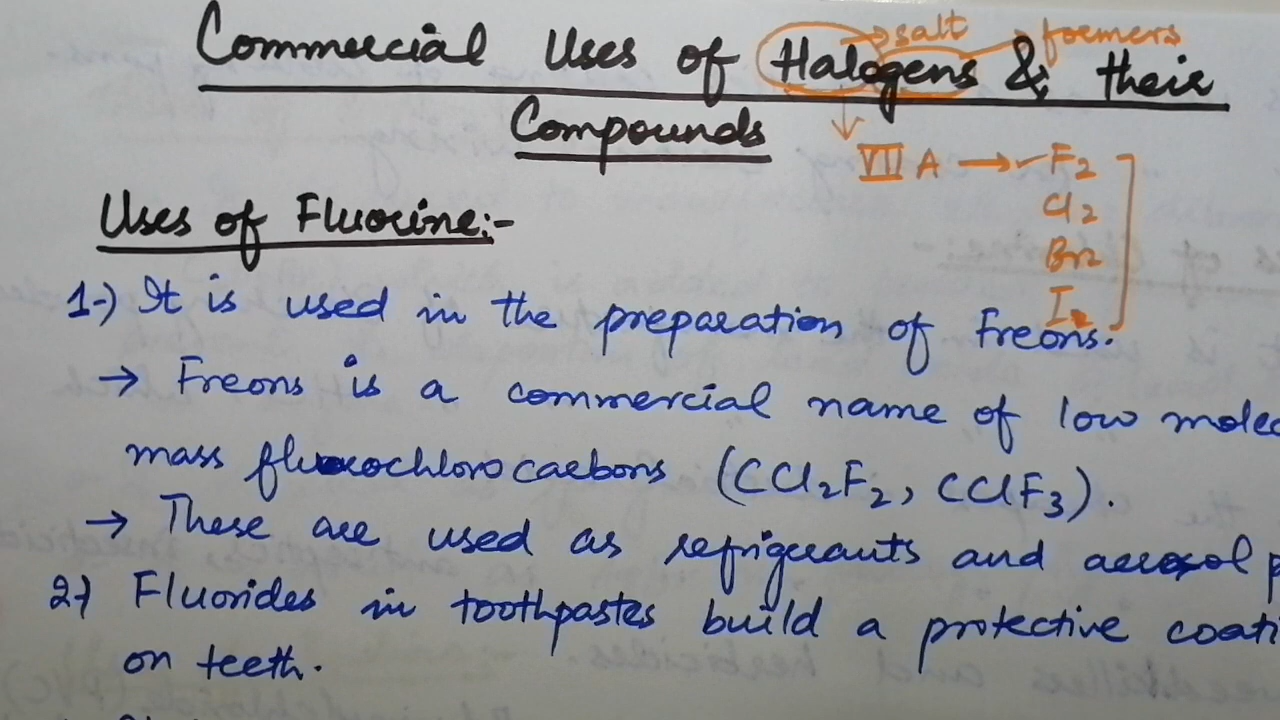 Commercial Uses of Halogens & their
→ salt → formers
Compounds
VII A → ✓ F2
Cl2
Br2
I2
Uses of Fluorine:-
1-) It is used in the preparation of Freons.
→ Freons is a commercial name of low molec
mass fluorochlorocarbons (CCl2F2, CClF3).
→ These are used as refrigerants and aerosol p
2-) Fluorides in toothpastes build a protective coati
on teeth.